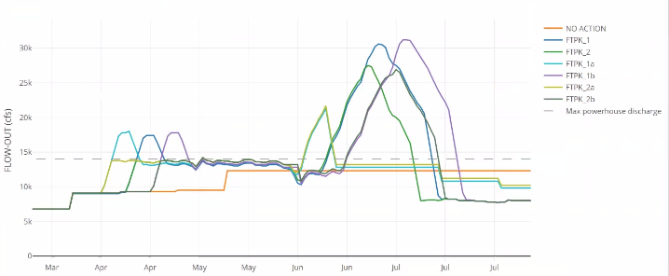 30k
25k
20k
15k
10k
5k
0
FLOW-OUT (cfs)
Mar
Apr
Apr
May
May
Jun
Jun
Jul
Jul
Jul
NO ACTION
FTPK_1
FTPK_2
FTPK_1a
FTPK_1b
FTPK_2a
FTPK_2b
Max powerhouse discharge